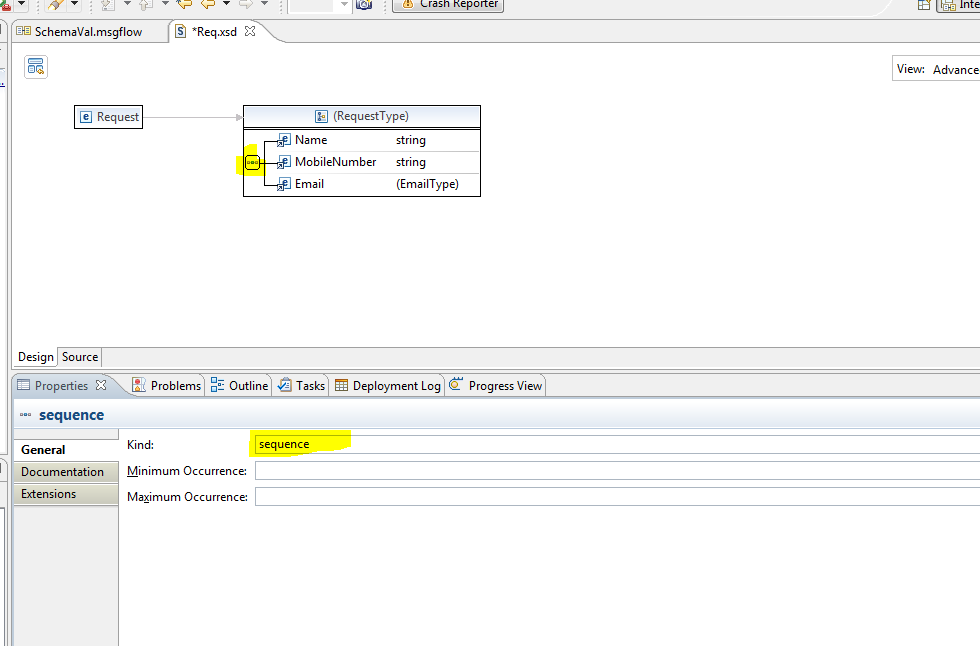 Crash Reporter
Inte
SchemaVal.msgflow
*Req.xsd
View: Advance
Request
(RequestType)
Name string
MobileNumber string
Email (EmailType)
Design Source
Properties Problems Outline Tasks Deployment Log Progress View
sequence
General
Kind: sequence
Documentation
Minimum Occurrence:
Extensions
Maximum Occurrence: